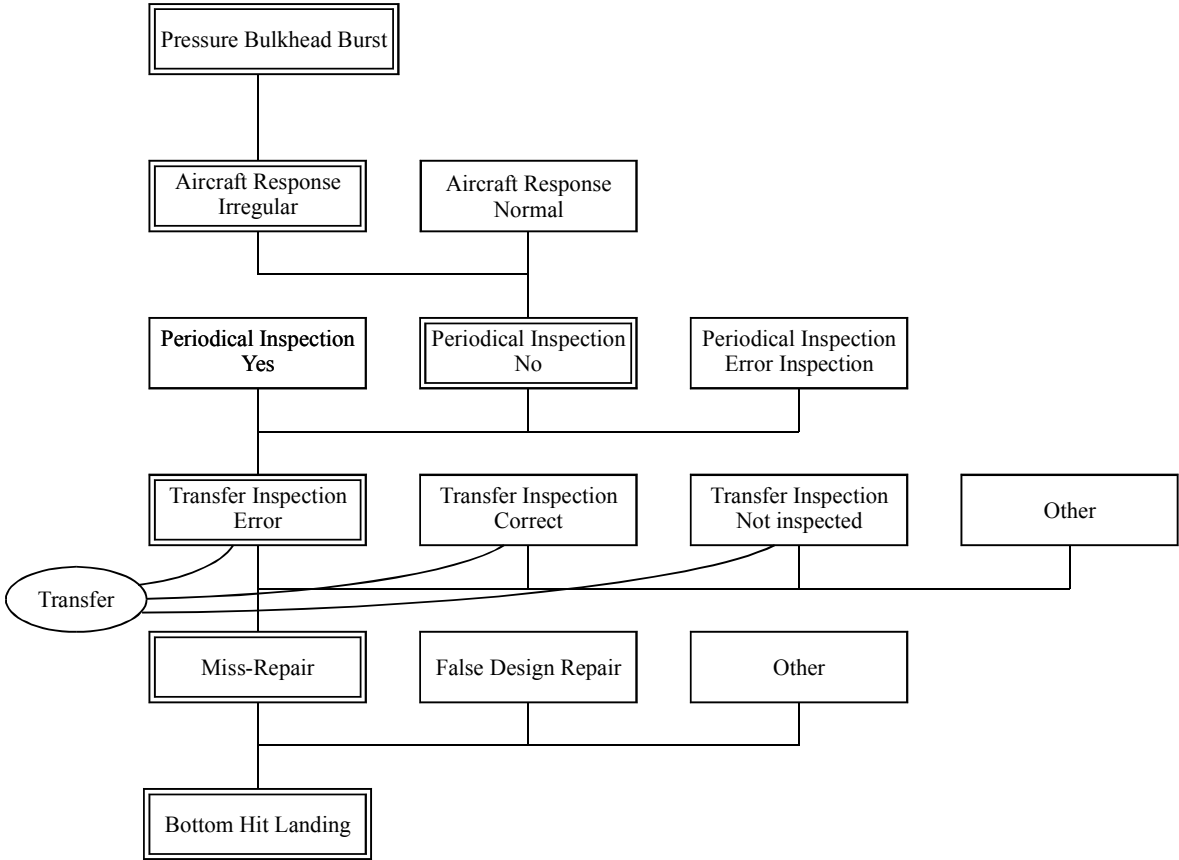 Pressure Bulkhead Burst
Aircraft Response
Irregular
Aircraft Response
Normal
Periodical Inspection
Yes
Periodical Inspection
No
Periodical Inspection
Error Inspection
Transfer Inspection
Error
Transfer Inspection
Correct
Transfer Inspection
Not inspected
Other
Transfer
Miss-Repair
False Design Repair
Other
Bottom Hit Landing